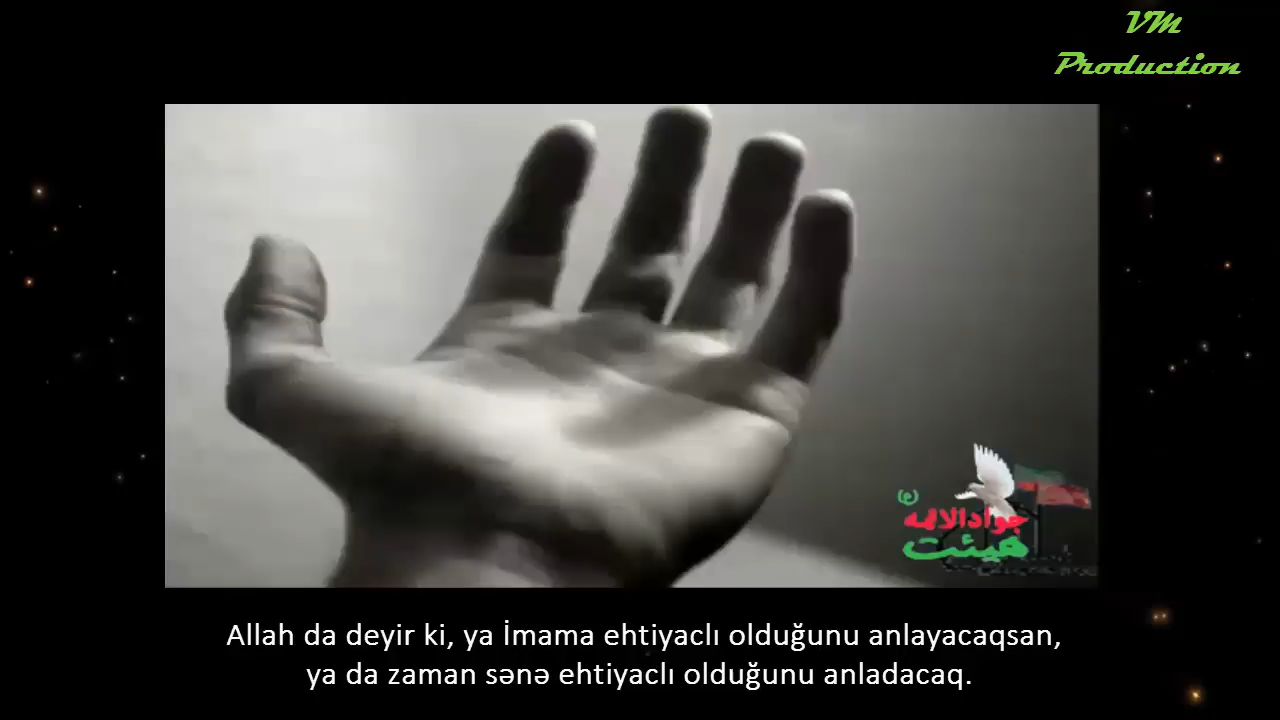 VM
Production
(ع)
جوادالائمه
هیئت
Allah da deyir ki, ya İmama ehtiyaclı olduğunu anlayacaqsan,
ya da zaman sənə ehtiyaclı olduğunu anladacaq.